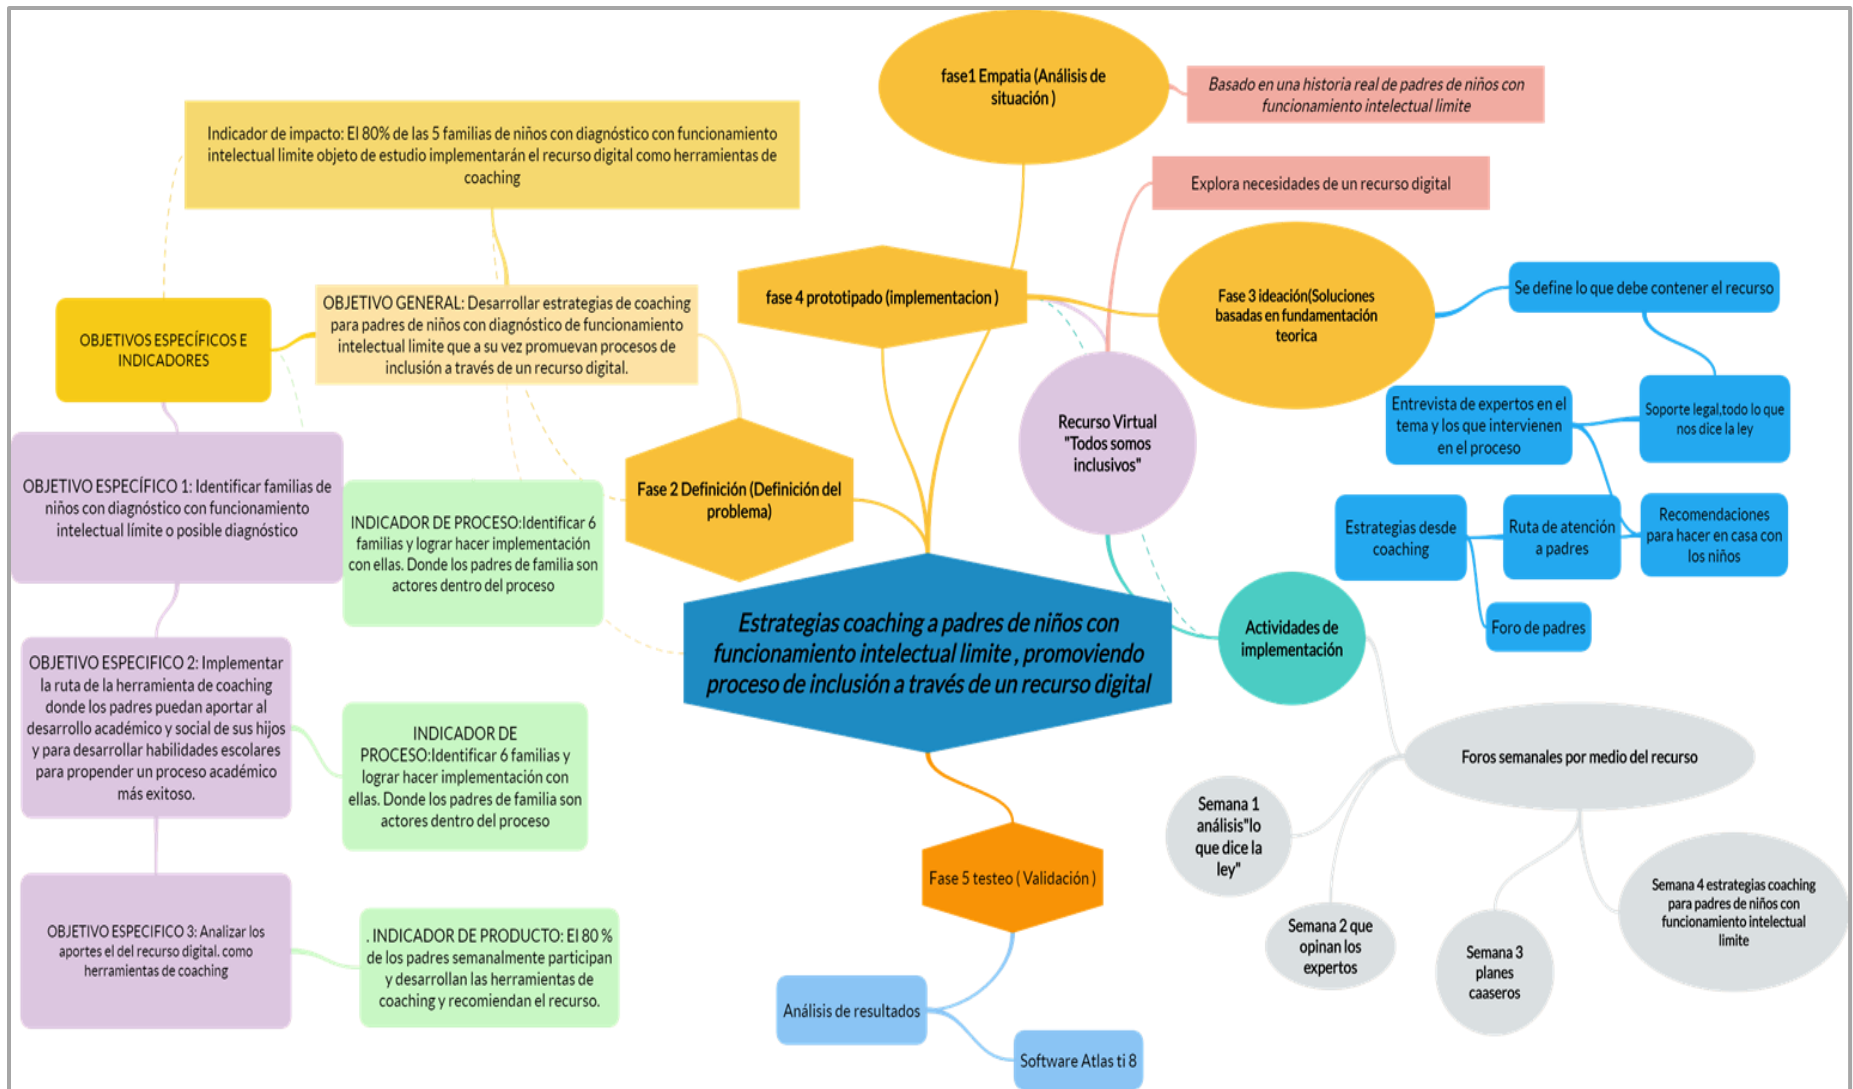 fase1 Empatia (Análisis de
situación )
Basado en una historia real de padres de niños con
funcionamiento intelectual limite
Indicador de impacto: El 80% de las 5 familias de niños con diagnóstico con funcionamiento
intelectual limite objeto de estudio implementarán el recurso digital como herramientas de
coaching
Explora necesidades de un recurso digital
fase 4 prototipado (implementacion )
Fase 3 ideación(Soluciones
basadas en fundamentación
teorica
Se define lo que debe contener el recurso
OBJETIVOS ESPECÍFICOS E
INDICADORES
OBJETIVO GENERAL: Desarrollar estrategias de coaching
para padres de niños con diagnóstico de funcionamiento
intelectual limite que a su vez promuevan procesos de
inclusión a través de un recurso digital.
Recurso Virtual
"Todos somos
inclusivos"
Entrevista de expertos en el
tema y los que intervienen
en el proceso
Soporte legal,todo lo que
nos dice la ley
OBJETIVO ESPECÍFICO 1: Identificar familias de
niños con diagnóstico con funcionamiento
intelectual límite o posible diagnóstico
INDICADOR DE PROCESO:Identificar 6
familias y lograr hacer implementación
con ellas. Donde los padres de familia son
actores dentro del proceso
Fase 2 Definición (Definición del
problema)
Estrategias desde
coaching
Ruta de atención
a padres
Recomendaciones
para hacer en casa con
los niños
Foro de padres
Estrategias coaching a padres de niños con
funcionamiento intelectual limite , promoviendo
proceso de inclusión a través de un recurso digital
Actividades de
implementación
OBJETIVO ESPECIFICO 2: Implementar
la ruta de la herramienta de coaching
donde los padres puedan aportar al
desarrollo académico y social de sus hijos
y para desarrollar habilidades escolares
para propender un proceso académico
más exitoso.
INDICADOR DE
PROCESO:Identificar 6 familias y
lograr hacer implementación con
ellas. Donde los padres de familia son
actores dentro del proceso
Foros semanales por medio del recurso
Semana 1
análisis"lo
que dice la
ley"
Semana 2 que
opinan los
expertos
Semana 3
planes
caaseros
Semana 4 estrategias coaching
para padres de niños con
funcionamiento intelectual
limite
Fase 5 testeo ( Validación )
OBJETIVO ESPECIFICO 3: Analizar los
aportes el del recurso digital. como
herramientas de coaching
. INDICADOR DE PRODUCTO: El 80 %
de los padres semanalmente participan
y desarrollan las herramientas de
coaching y recomiendan el recurso.
Análisis de resultados
Software Atlas ti 8